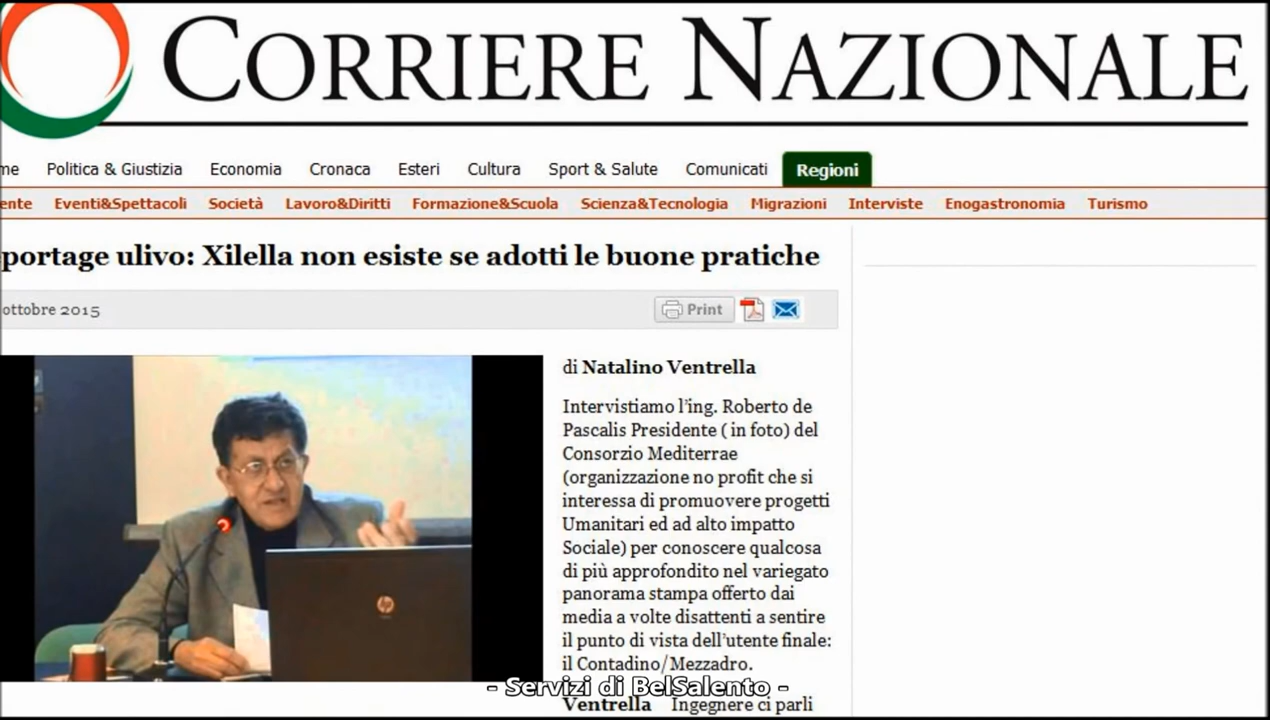 CORRIERE NAZIONALE
me Politica & Giustizia Economia Cronaca Esteri Cultura Sport & Salute Comunicati Regioni
ente Eventi&Spettacoli Società Lavoro&Diritti Formazione&Scuola Scienza&Tecnologia Migrazioni Interviste Enogastronomia Turismo
portage ulivo: Xilella non esiste se adotti le buone pratiche
ottobre 2015 Print
di Natalino Ventrella
Intervistiamo l'ing. Roberto de
Pascalis Presidente ( in foto) del
Consorzio Mediterrae
(organizzazione no profit che si
interessa di promuovere progetti
Umanitari ed ad alto impatto
Sociale) per conoscere qualcosa
di più approfondito nel variegato
panorama stampa offerto dai
media a volte disattenti a sentire
il punto di vista dell'utente finale:
il Contadino/Mezzadro.
- Servizi di BelSalento -
Ventrella Ingegnere ci parli
hp